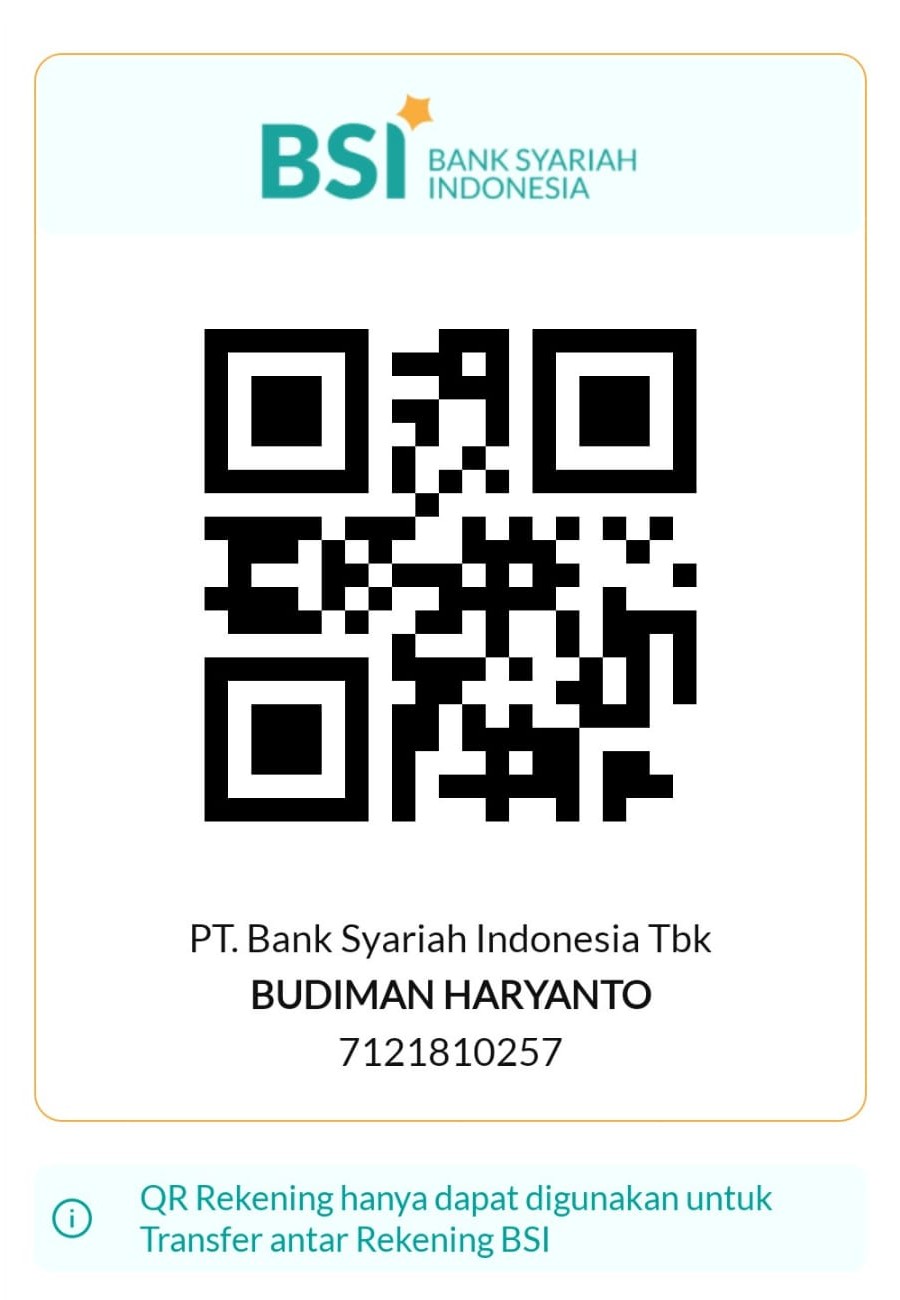 BSI BANK SYARIAH
INDONESIA
PT. Bank Syariah Indonesia Tbk
BUDIMAN HARYANTO
7121810257
QR Rekening hanya dapat digunakan untuk
Transfer antar Rekening BSI